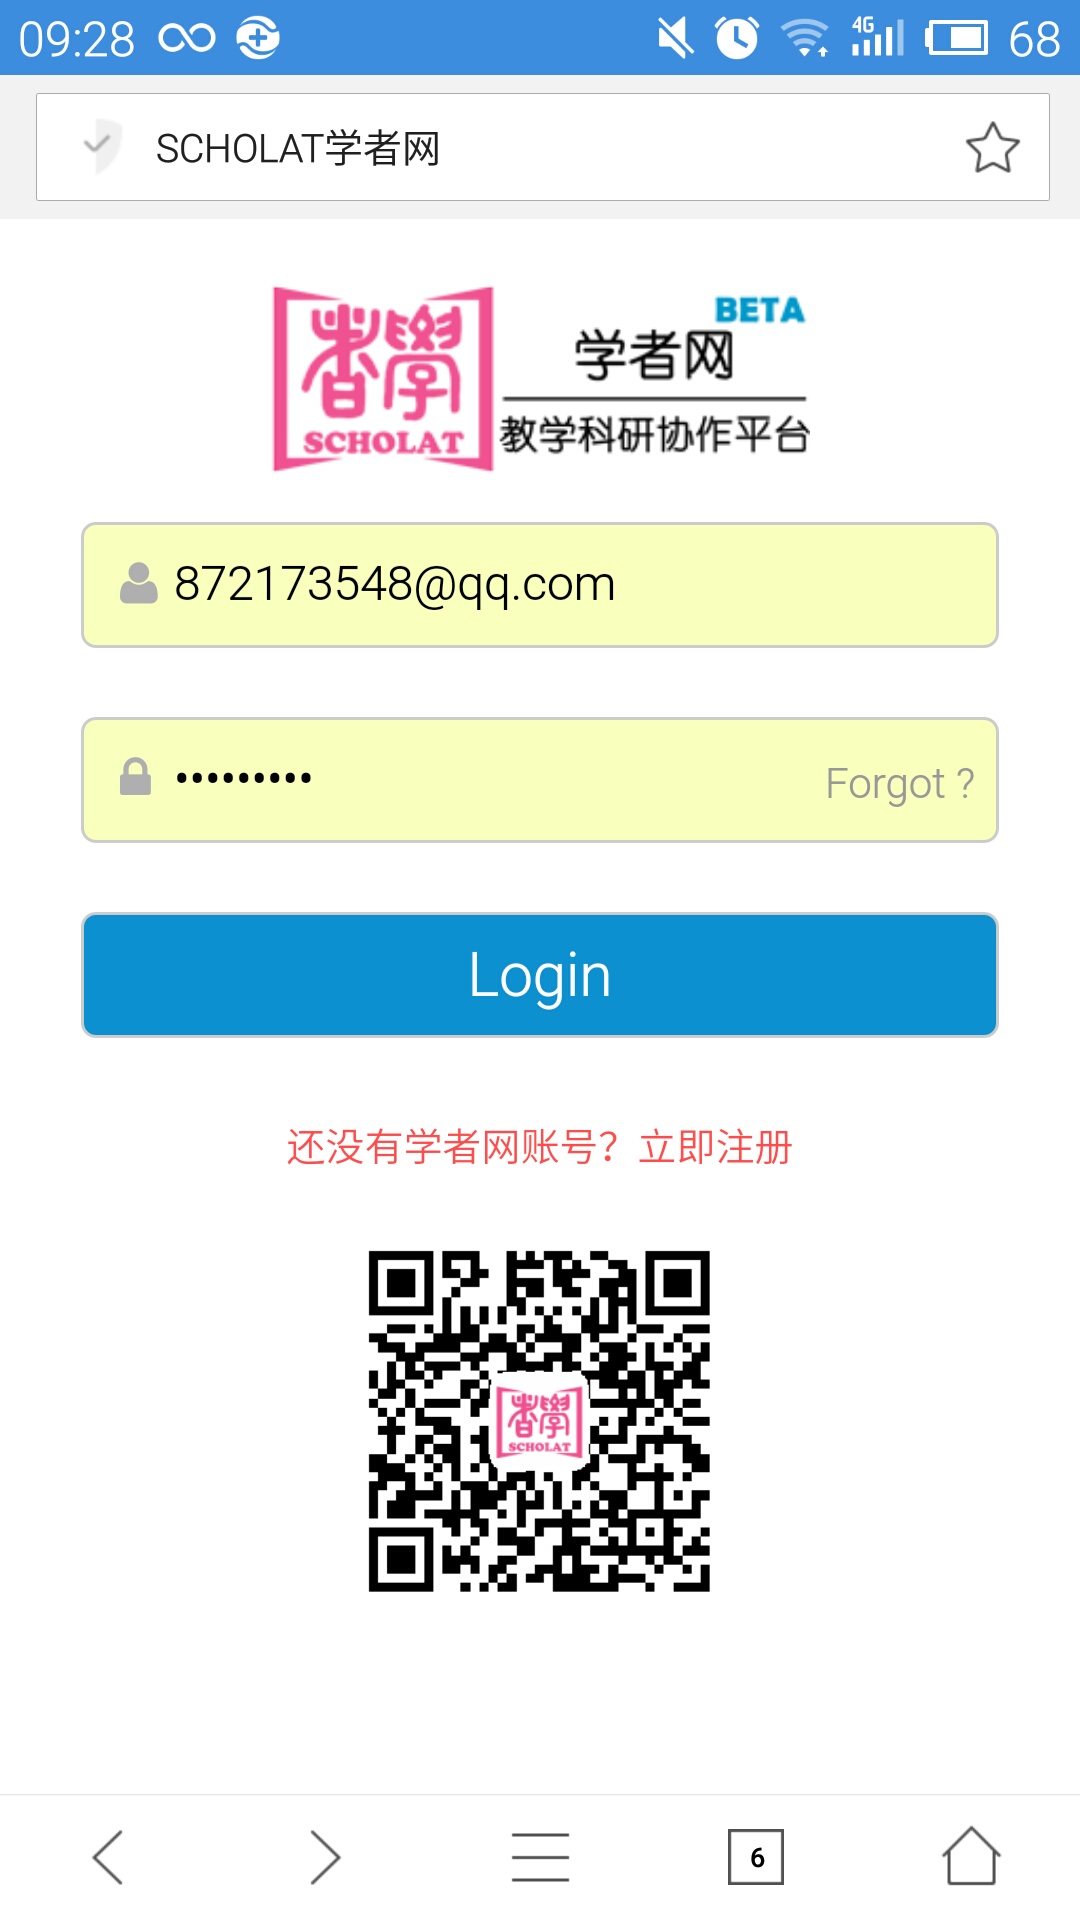 09:28
4G
68
SCHOLAT学者网
者學
SCHOLAT
BETA
学者网
教学科研协作平台
872173548@qq.com
•••••••••
Forgot ?
Login
还没有学者网账号？立即注册
者學
SCHOLAT
6